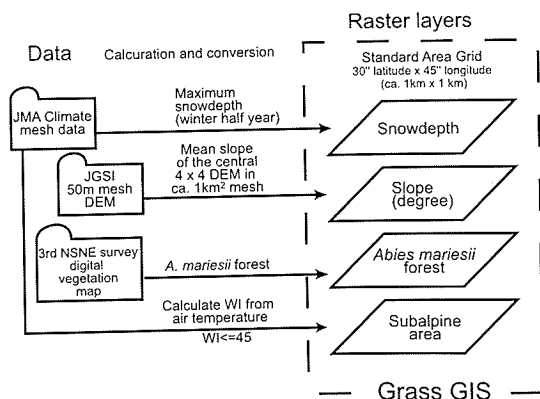 Raster layers
Data
Calcuration and conversion
Standard Area Grid
30" latitude x 45" longitude
(ca. 1km x 1 km)
JMA Climate
mesh data
Maximum
snowdepth
(winter half year)
Snowdepth
JGSI
50m mesh
DEM
Mean slope
of the central
4 x 4 DEM in
ca. 1km² mesh
Slope
(degree)
3rd NSNE survey
digital
vegetation
map
A. mariesii forest
Abies mariesii
forest
Calculate WI from
air temperature
WI<=45
Subalpine
area
Grass GIS